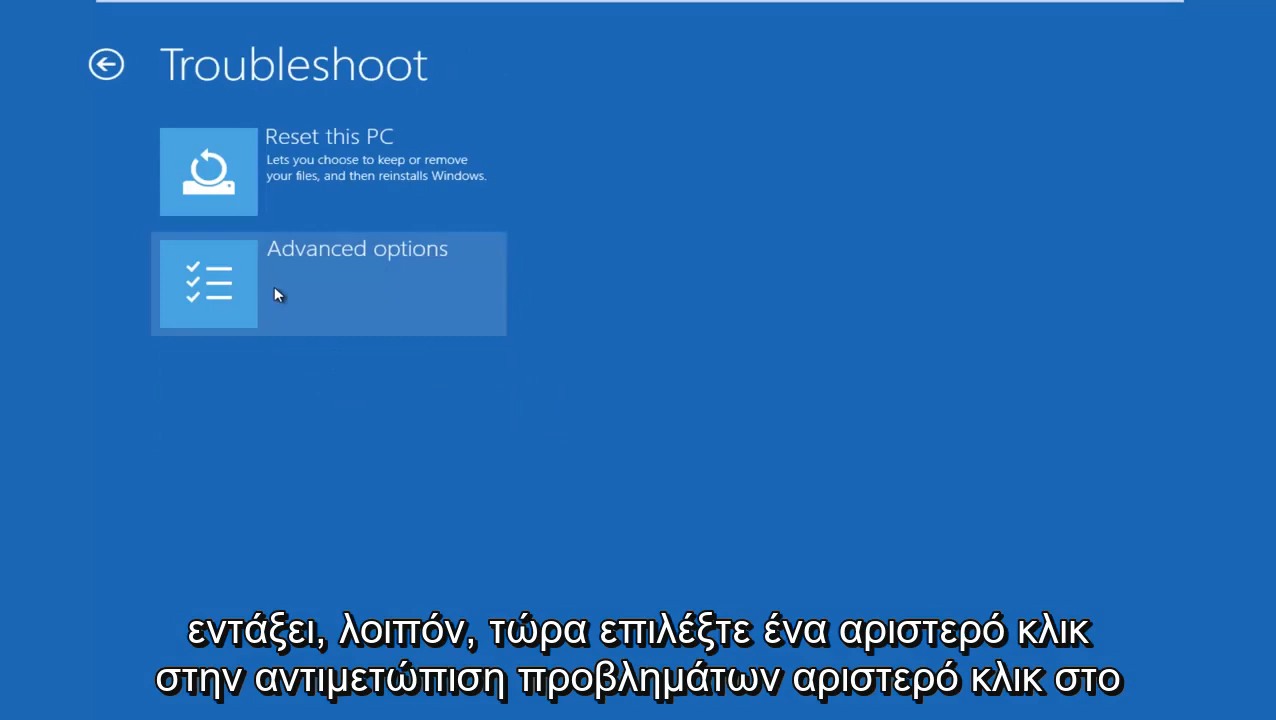 Troubleshoot
Reset this PC
Lets you choose to keep or remove
your files, and then reinstalls Windows.
Advanced options
εντάξει, λοιπόν, τώρα επιλέξτε ένα αριστερό κλικ
στην αντιμετώπιση προβλημάτων αριστερό κλικ στο